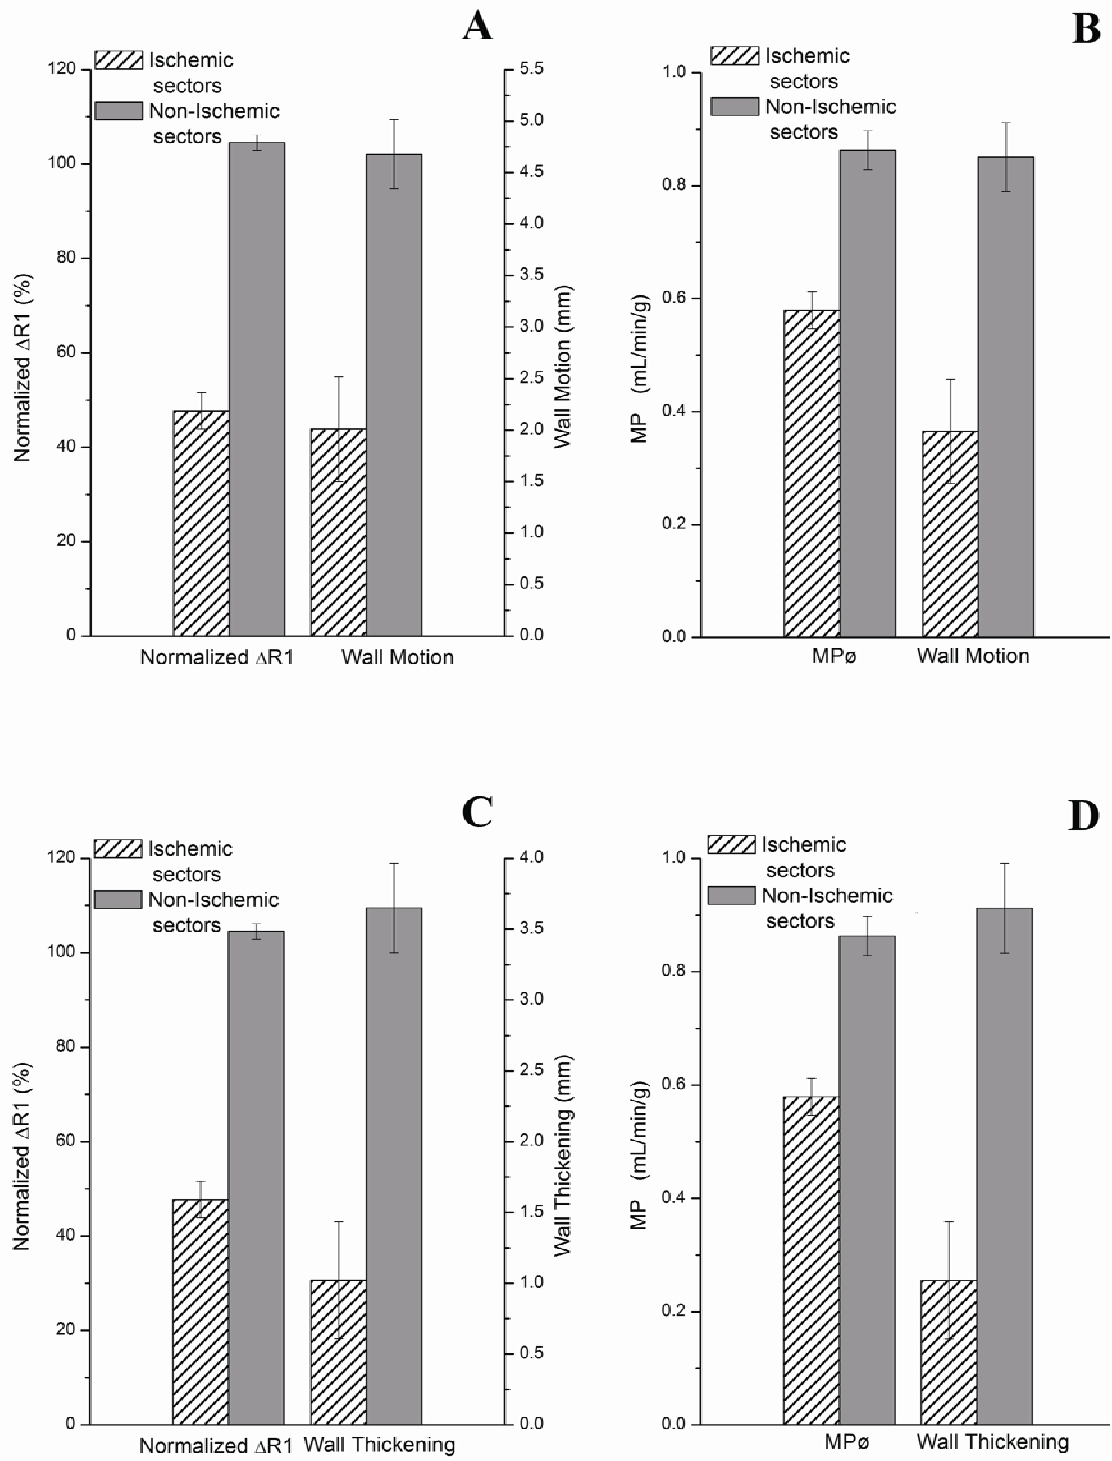 A
Ischemic
sectors
Non-Ischemic
sectors
120
100
80
60
40
20
0
Normalized ΔR1 (%)
5.5
5.0
4.5
4.0
3.5
3.0
2.5
2.0
1.5
1.0
0.5
0.0
Wall Motion (mm)
Normalized ΔR1
Wall Motion
B
Ischemic
sectors
Non-Ischemic
sectors
1.0
0.8
0.6
0.4
0.2
0.0
MP (mL/min/g)
MPø
Wall Motion
C
Ischemic
sectors
Non-Ischemic
sectors
120
100
80
60
40
20
0
Normalized ΔR1 (%)
4.0
3.5
3.0
2.5
2.0
1.5
1.0
0.5
0.0
Wall Thickening (mm)
Normalized ΔR1
Wall Thickening
D
Ischemic
sectors
Non-Ischemic
sectors
1.0
0.8
0.6
0.4
0.2
0.0
MP (mL/min/g)
MPø
Wall Thickening